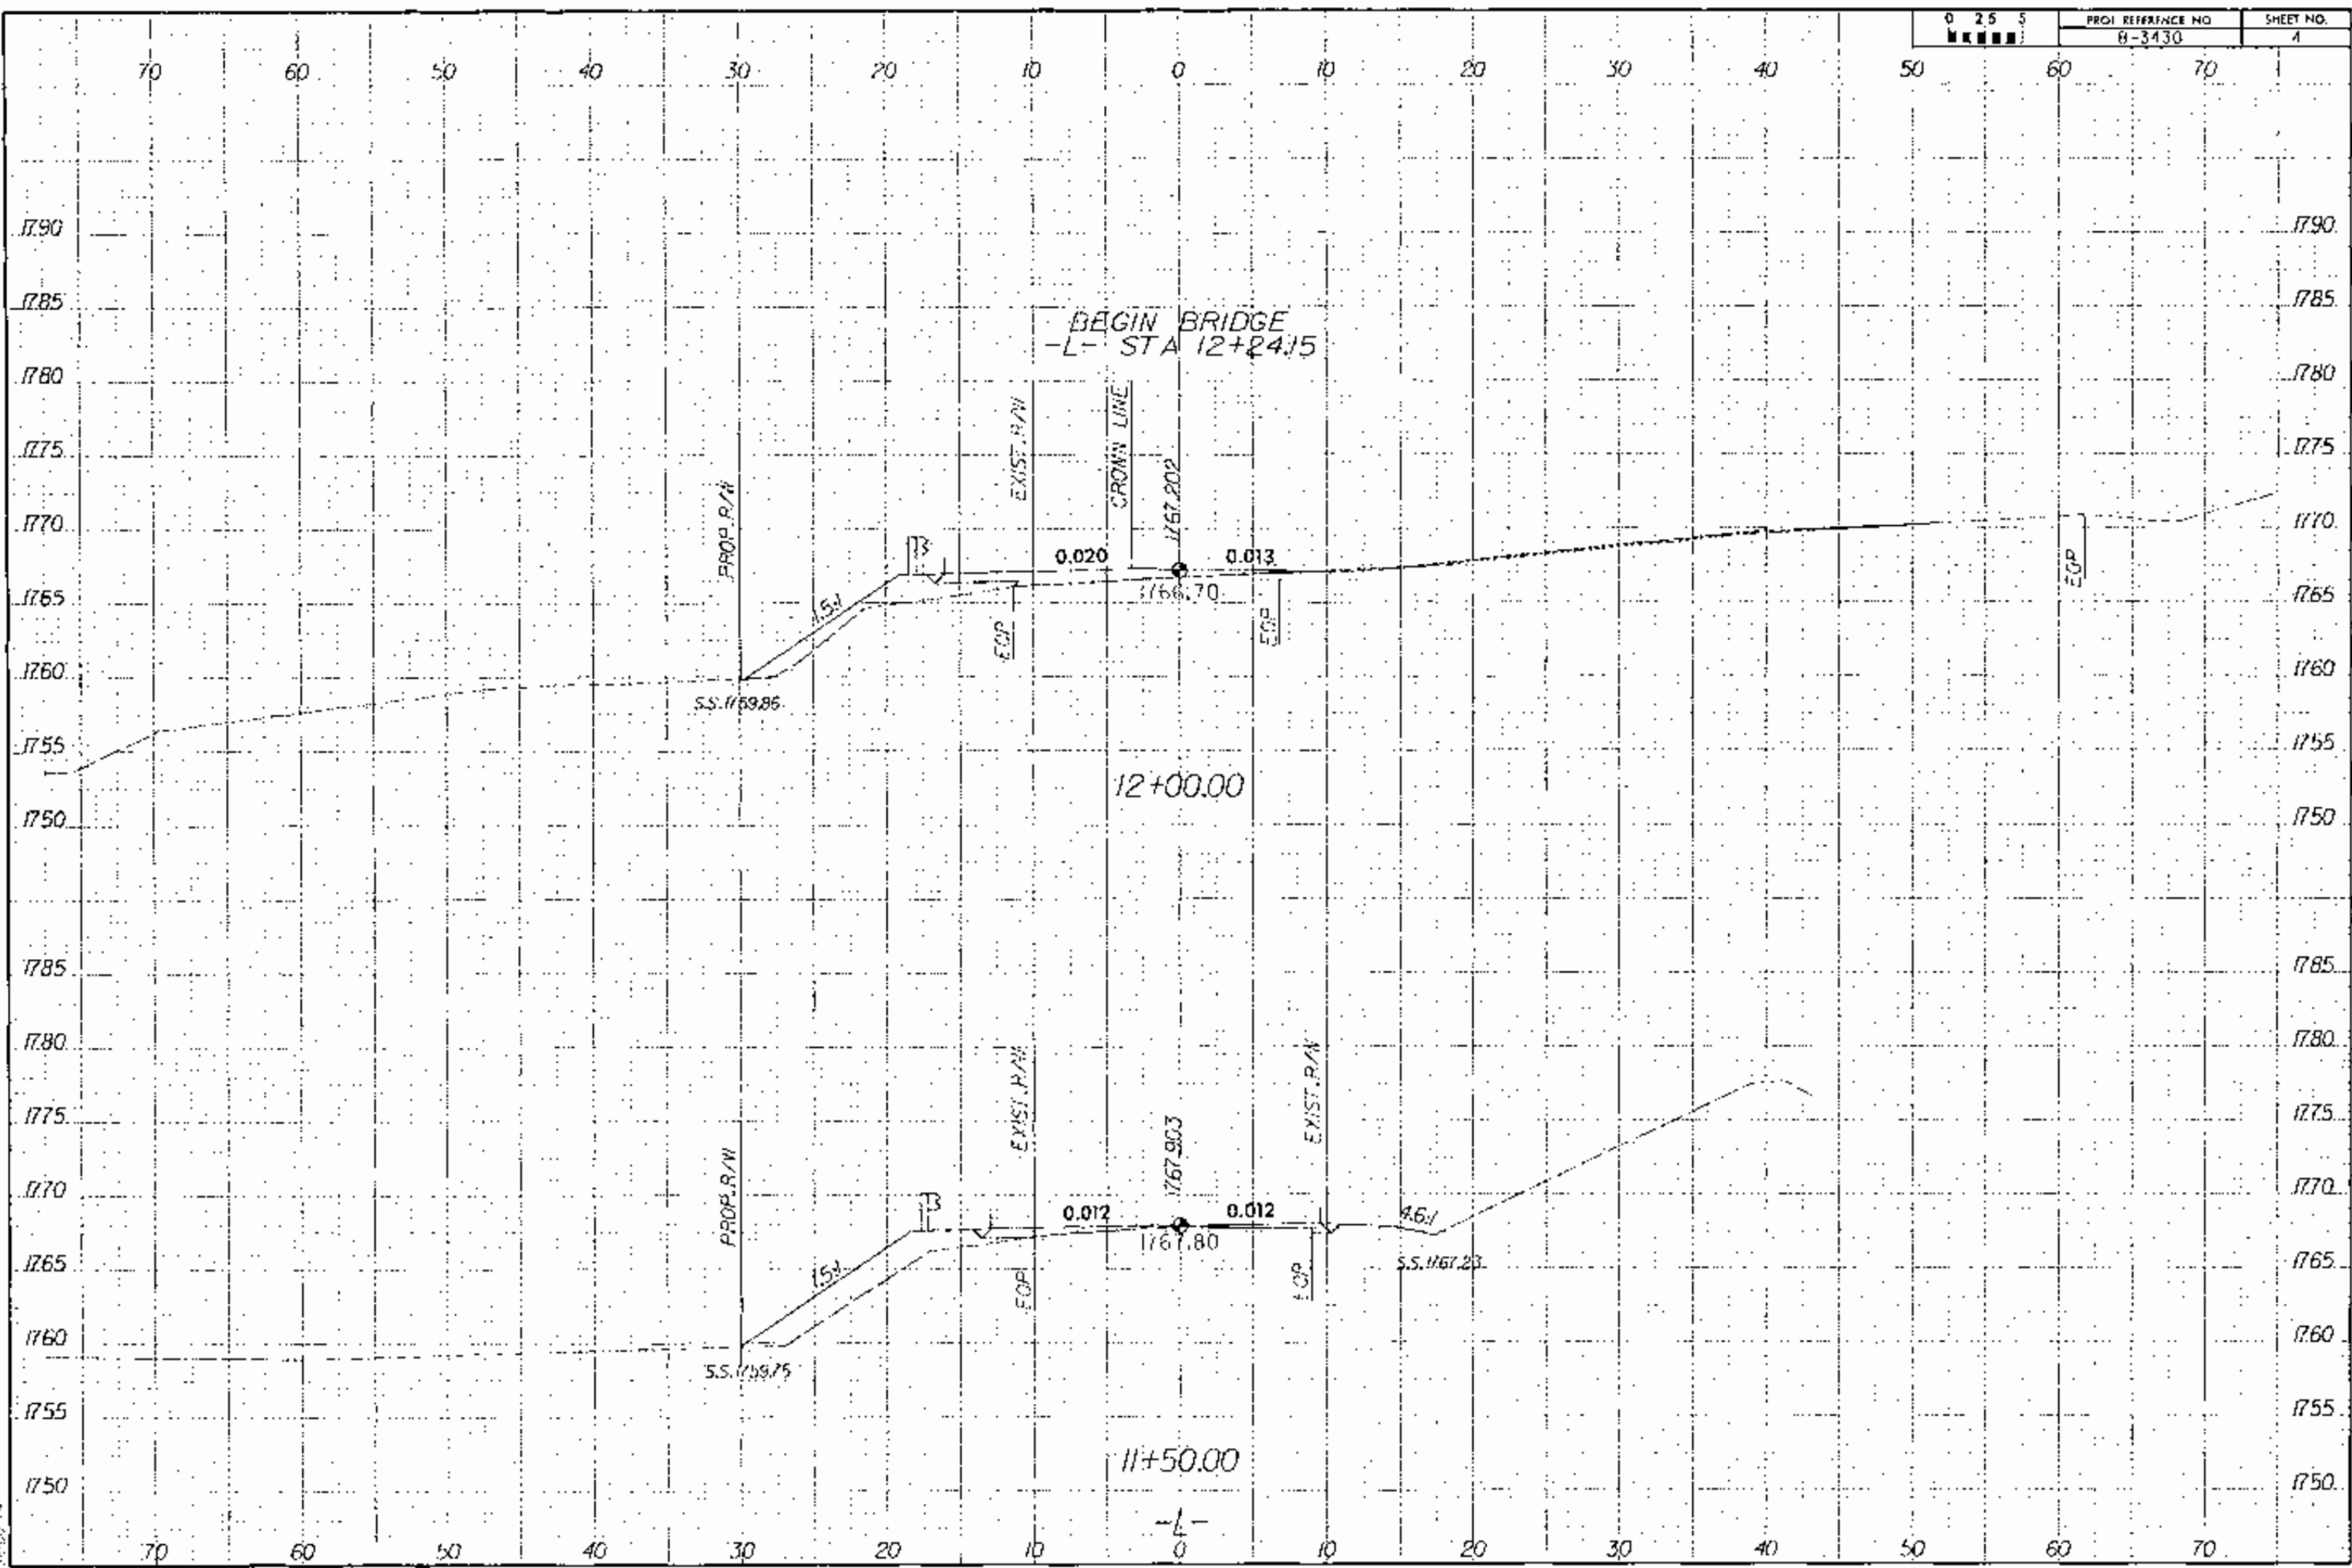 0 25 5
PROJ REFERENCE NO
SHEET NO.
B-3430
4
70 60 50 40 30 20 10 0 10 20 30 40 50 60 70
1790 1790
1785 1785
BEGIN BRIDGE
-L- STA 12+24.15
1780 1780
EXIST. R/W
CROWN LINE
1775 1775
PROP. R/W
1767.202
1770 1770
0.020
0.013
1766.70
EOP
1765 1765
1.5:1
EOP
EOP
1760 1760
S.S. 1759.86
1755 1755
12+00.00
1750 1750
1785 1785
1780 1780
EXIST. R/W
EXIST. R/W
1775 1775
PROP. R/W
1767.903
1770 1770
0.012
0.012
4.6:1
1767.80
1765 1765
1.5:1
S.S. 1767.23
EOP
EOP
1760 1760
S.S. 1759.75
1755 1755
11+50.00
1750 1750
-L-
70 60 50 40 30 20 10 0 10 20 30 40 50 60 70